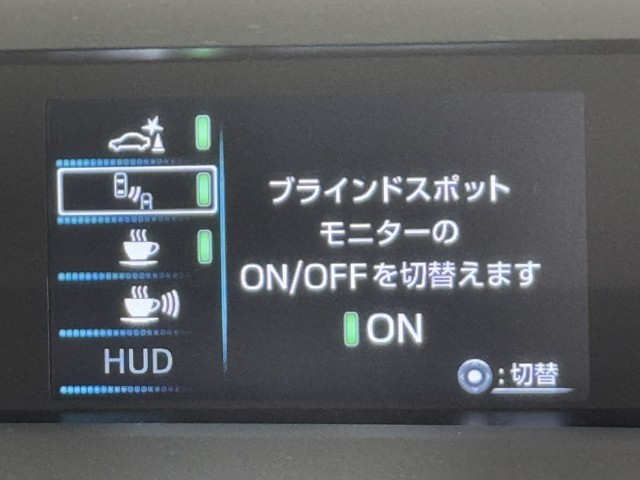 ブラインドスポット
モニターの
ON/OFFを切替えます
ON
HUD
:切替